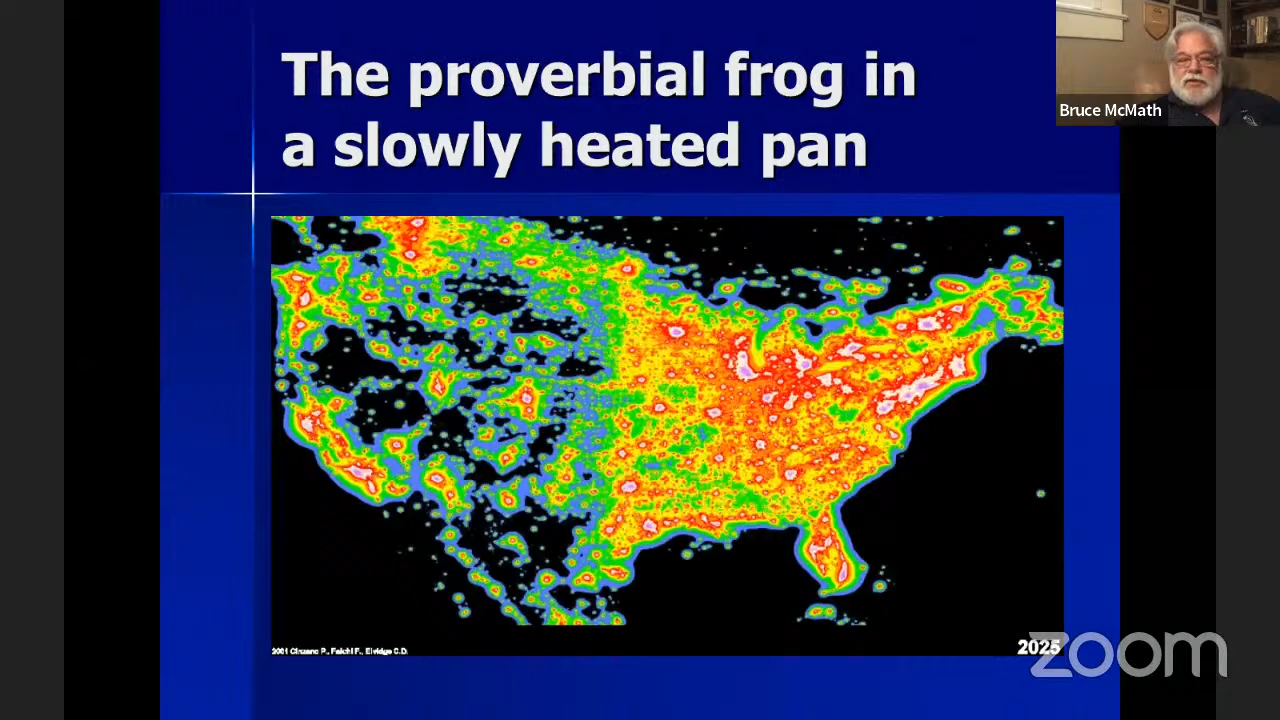 The proverbial frog in
a slowly heated pan
Bruce McMath
2001 Cinzano P., Falchi F., Elvidge C.D.
2025
zoom